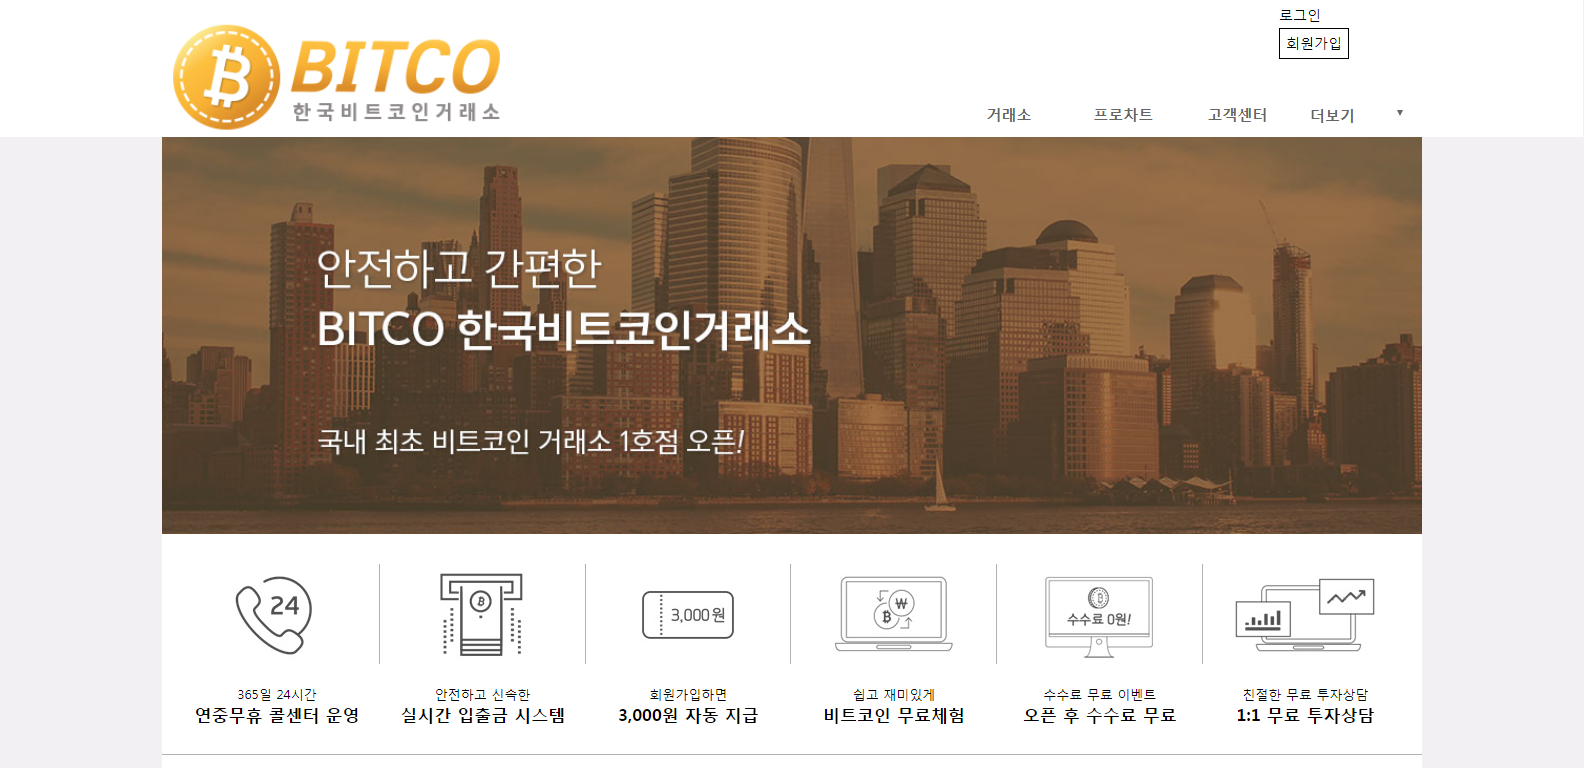 로그인
회원가입
BITCO
한국비트코인거래소
거래소 프로차트 고객센터 더보기 ▼
안전하고 간편한
BITCO 한국비트코인거래소
국내 최초 비트코인 거래소 1호점 오픈!
24
3,000원
수수료 0원!
365일 24시간
연중무휴 콜센터 운영
안전하고 신속한
실시간 입출금 시스템
회원가입하면
3,000원 자동 지급
쉽고 재미있게
비트코인 무료체험
수수료 무료 이벤트
오픈 후 수수료 무료
친절한 무료 투자상담
1:1 무료 투자상담